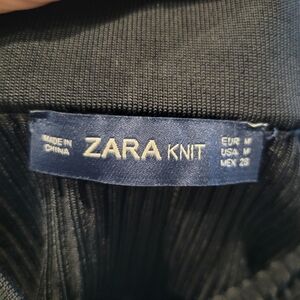 MADE IN
CHINA
ZARA KNIT
EUR M
USA M
MEX 28